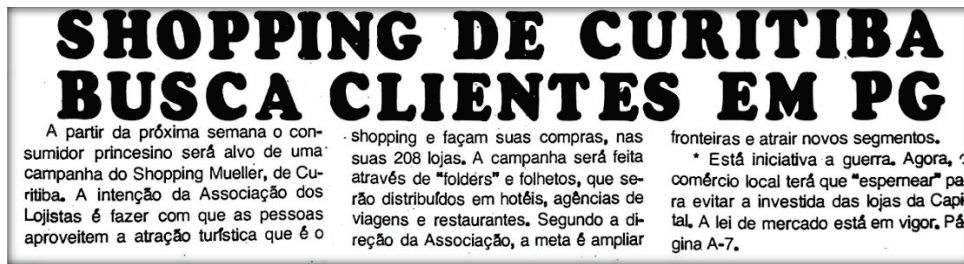 SHOPPING DE CURITIBA
BUSCA CLIENTES EM PG
A partir da próxima semana o con-
sumidor princesino será alvo de uma
campanha do Shopping Mueller, de Cu-
ritiba. A intenção da Associação dos
Lojistas é fazer com que as pessoas
aproveitem a atração turística que é o
shopping e façam suas compras, nas
suas 208 lojas. A campanha será feita
através de "folders" e folhetos, que se-
rão distribuídos em hotéis, agências de
viagens e restaurantes. Segundo a di-
reção da Associação, a meta é ampliar
fronteiras e atrair novos segmentos.
* Está iniciativa a guerra. Agora,
comércio local terá que "espernear" pa-
ra evitar a investida das lojas da Capi-
tal. A lei de mercado está em vigor. Pá-
gina A-7.